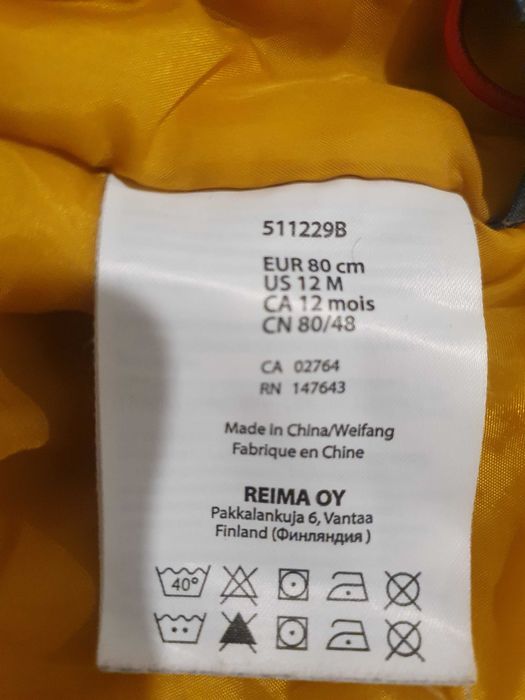 511229B
EUR 80 cm
US 12 M
CA 12 mois
CN 80/48
CA 02764
RN 147643
Made in China/Weifang
Fabrique en Chine
REIMA OY
Pakkalankuja 6, Vantaa
Finland (Финляндия )
40°